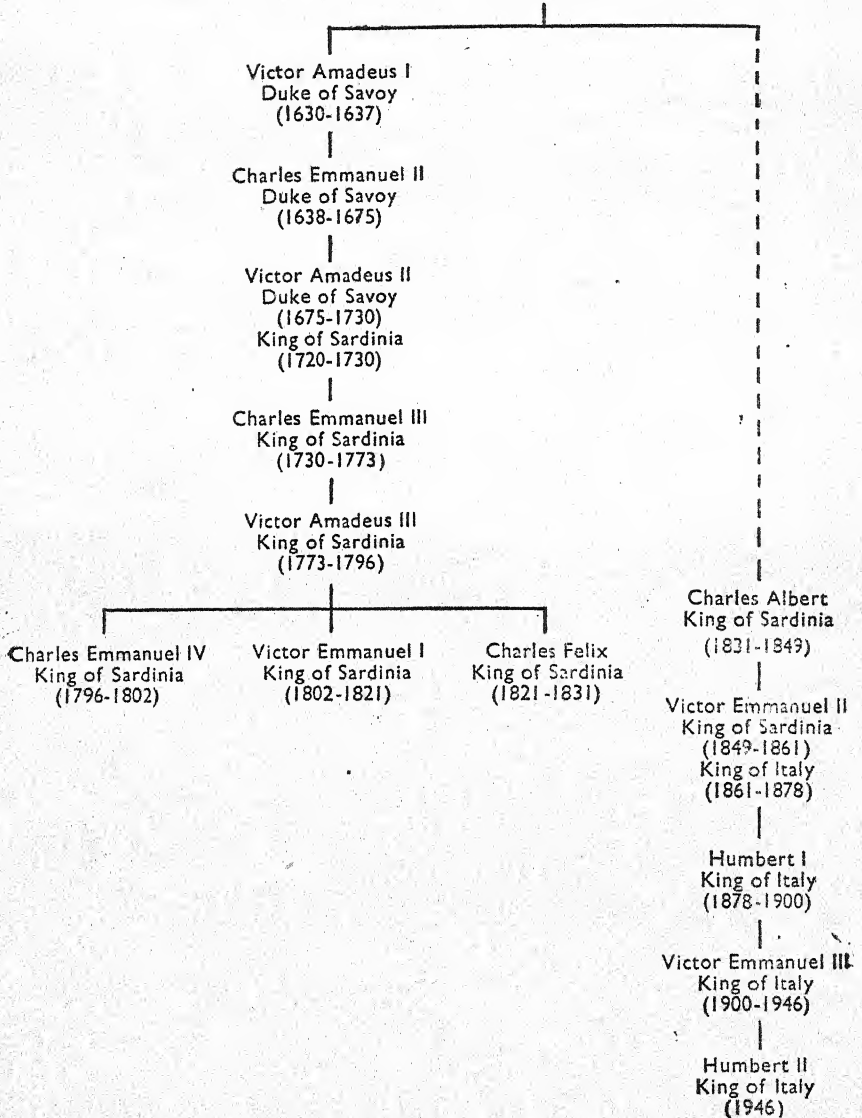 Victor Amadeus I
Duke of Savoy
(1630-1637)
Charles Emmanuel II
Duke of Savoy
(1638-1675)
Victor Amadeus II
Duke of Savoy
(1675-1730)
King of Sardinia
(1720-1730)
Charles Emmanuel III
King of Sardinia
(1730-1773)
Victor Amadeus III
King of Sardinia
(1773-1796)
Charles Emmanuel IV
King of Sardinia
(1796-1802)
Victor Emmanuel I
King of Sardinia
(1802-1821)
Charles Felix
King of Sardinia
(1821-1831)
Charles Albert
King of Sardinia
(1831-1849)
Victor Emmanuel II
King of Sardinia
(1849-1861)
King of Italy
(1861-1878)
Humbert I
King of Italy
(1878-1900)
Victor Emmanuel III
King of Italy
(1900-1946)
Humbert II
King of Italy
(1946)